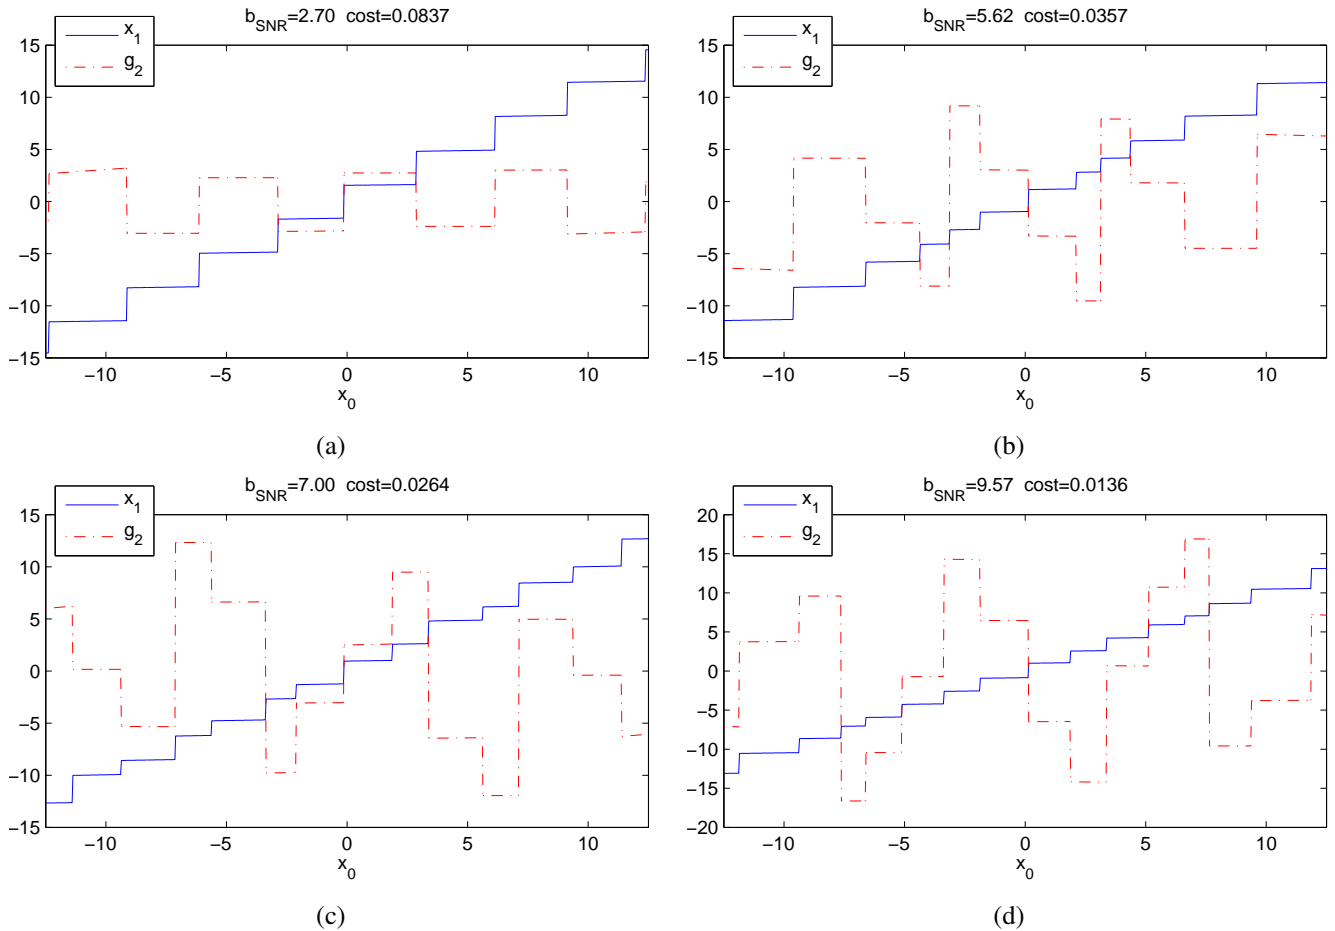 b_SNR=2.70 cost=0.0837
x_1
g_2
15
10
5
0
−5
−10
−15
−10 −5 0 5 10
x_0
(a)
b_SNR=5.62 cost=0.0357
x_1
g_2
15
10
5
0
−5
−10
−15
−10 −5 0 5 10
x_0
(b)
b_SNR=7.00 cost=0.0264
x_1
g_2
15
10
5
0
−5
−10
−15
−10 −5 0 5 10
x_0
(c)
b_SNR=9.57 cost=0.0136
x_1
g_2
20
15
10
5
0
−5
−10
−15
−20
−10 −5 0 5 10
x_0
(d)